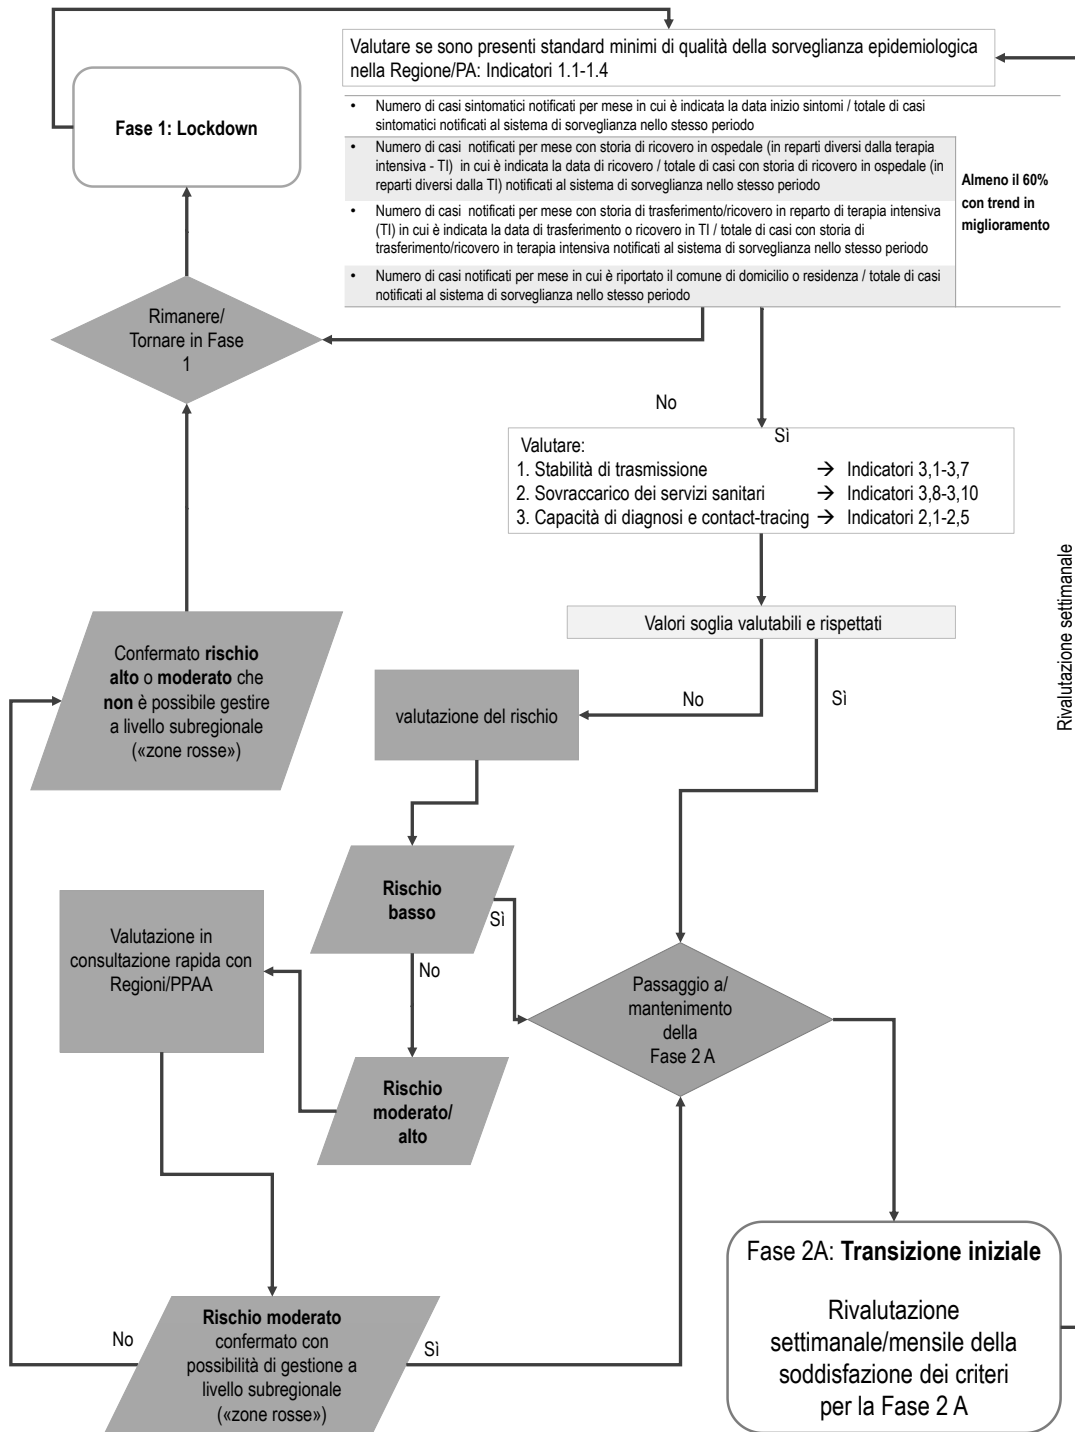 Valutare se sono presenti standard minimi di qualità della sorveglianza epidemiologica
nella Regione/PA: Indicatori 1.1-1.4
Fase 1: Lockdown
• Numero di casi sintomatici notificati per mese in cui è indicata la data inizio sintomi / totale di casi
sintomatici notificati al sistema di sorveglianza nello stesso periodo
• Numero di casi notificati per mese con storia di ricovero in ospedale (in reparti diversi dalla terapia
intensiva - TI) in cui è indicata la data di ricovero / totale di casi con storia di ricovero in ospedale (in
reparti diversi dalla TI) notificati al sistema di sorveglianza nello stesso periodo
• Numero di casi notificati per mese con storia di trasferimento/ricovero in reparto di terapia intensiva
(TI) in cui è indicata la data di trasferimento o ricovero in TI / totale di casi con storia di
trasferimento/ricovero in terapia intensiva notificati al sistema di sorveglianza nello stesso periodo
• Numero di casi notificati per mese in cui è riportato il comune di domicilio o residenza / totale di casi
notificati al sistema di sorveglianza nello stesso periodo
Almeno il 60%
con trend in
miglioramento
Rimanere/
Tornare in Fase
1
No
Sì
Valutare:
1. Stabilità di trasmissione → Indicatori 3,1-3,7
2. Sovraccarico dei servizi sanitari → Indicatori 3,8-3,10
3. Capacità di diagnosi e contact-tracing → Indicatori 2,1-2,5
Rivalutazione settimanale
Valori soglia valutabili e rispettati
Confermato rischio
alto o moderato che
non è possibile gestire
a livello subregionale
(«zone rosse»)
No
Sì
valutazione del rischio
Rischio
basso
Sì
No
Valutazione in
consultazione rapida con
Regioni/PPAA
Passaggio a/
mantenimento
della
Fase 2 A
Rischio
moderato/
alto
Fase 2A: Transizione iniziale
Rivalutazione
settimanale/mensile della
soddisfazione dei criteri
per la Fase 2 A
No
Rischio moderato
confermato con
possibilità di gestione a
livello subregionale
(«zone rosse»)
Sì